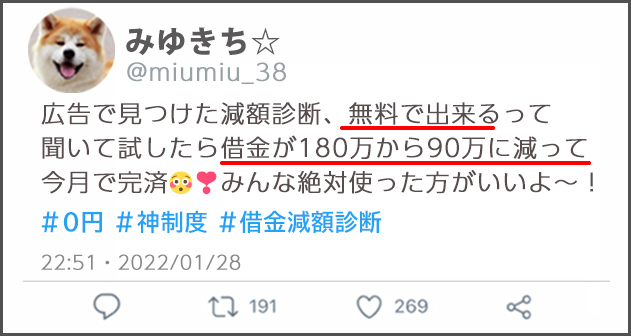 みゆきち☆
@miumiu_38
広告で見つけた減額診断、無料で出来るって
聞いて試したら借金が180万から90万に減って
今月で完済😳❣みんな絶対使った方がいいよ〜！
#0円 #神制度 #借金減額診断
22:51・2022/01/28
191 269